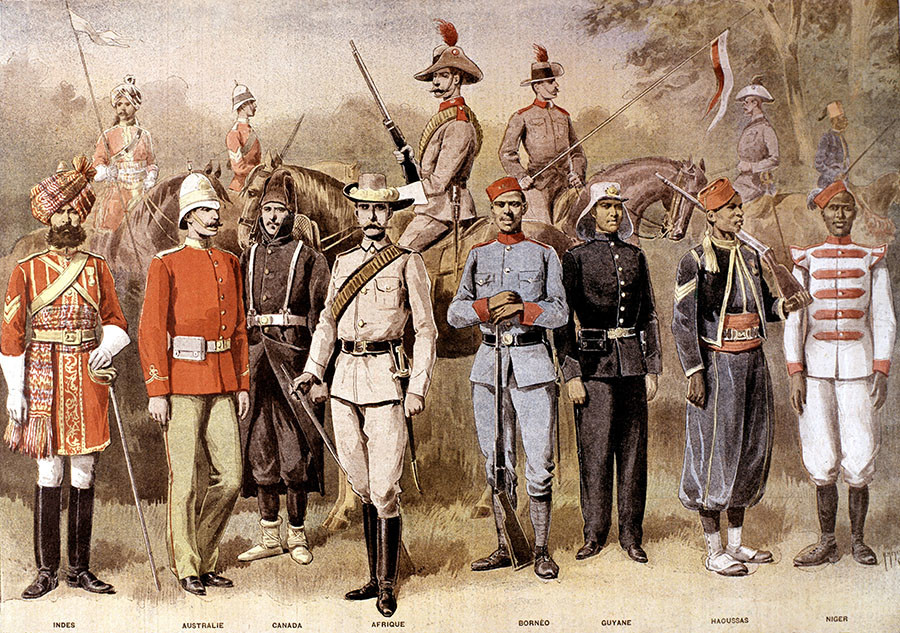 INDES AUSTRALIE CANADA AFRIQUE BORNÉO GUYANE HAOUSSAS NIGER